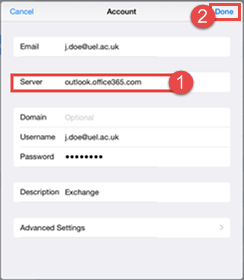 Cancel Account 2 Done
Email j.doe@uel.ac.uk
Server outlook.office365.com 1
Domain Optional
Username j.doe@uel.ac.uk
Password ●●●●●●●●
Description Exchange
Advanced Settings